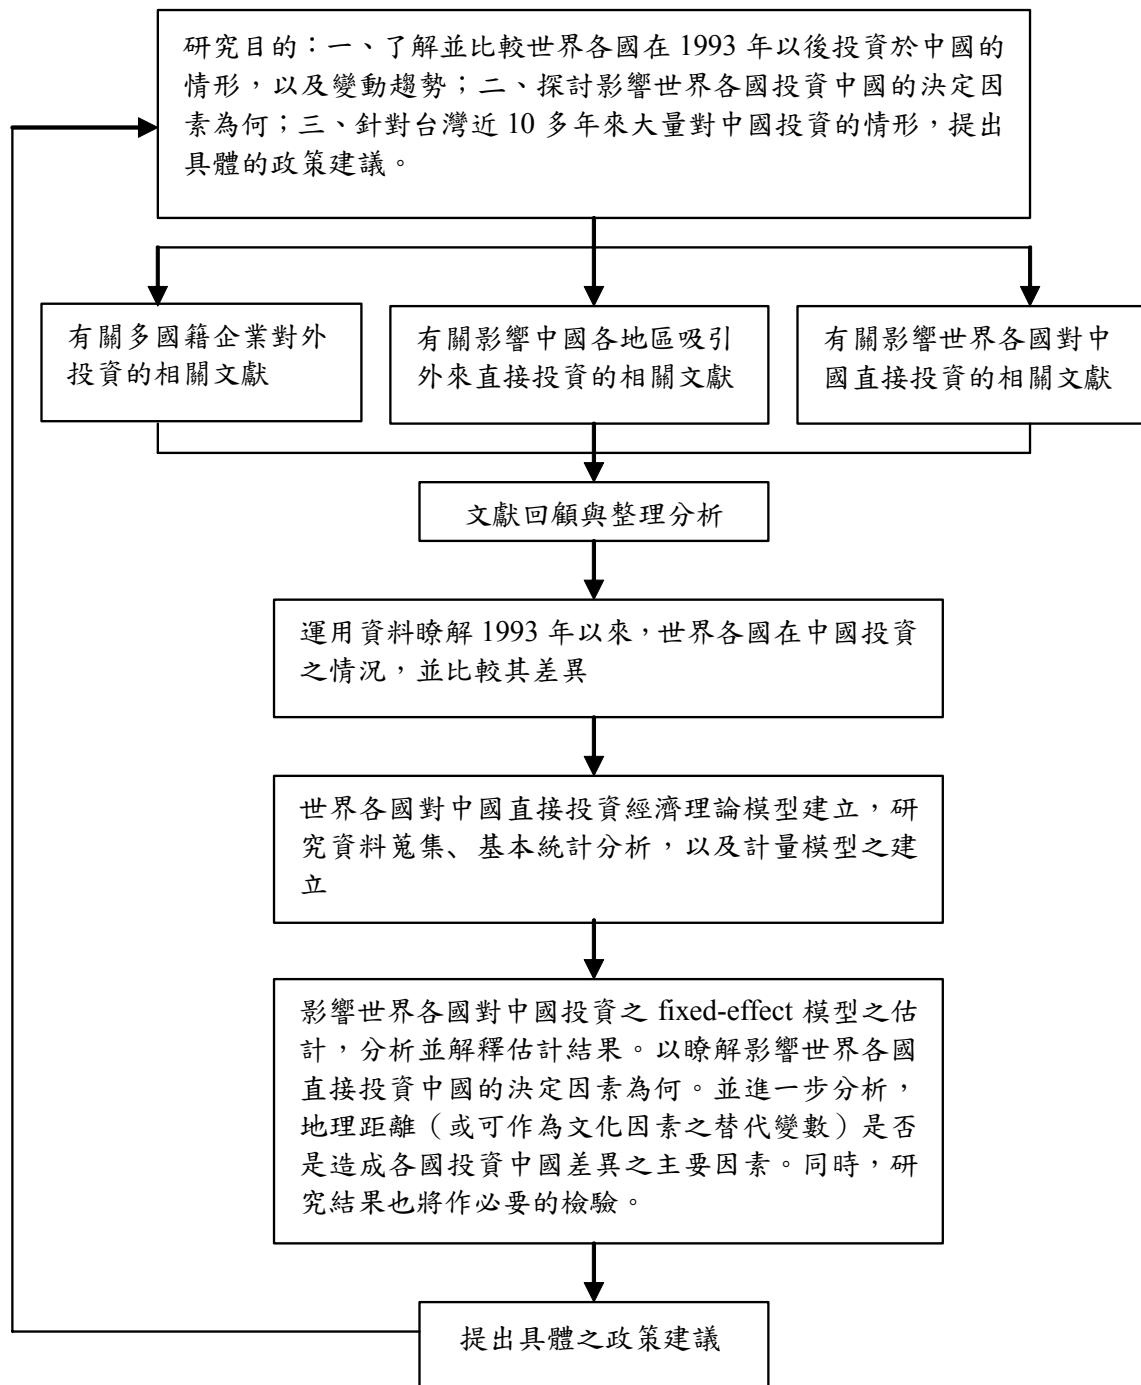 研究目的：一、了解並比較世界各國在 1993 年以後投資於中國的
情形，以及變動趨勢；二、探討影響世界各國投資中國的決定因
素為何；三、針對台灣近 10 多年來大量對中國投資的情形，提出
具體的政策建議。
有關多國籍企業對外
投資的相關文獻
有關影響中國各地區吸引
外來直接投資的相關文獻
有關影響世界各國對中
國直接投資的相關文獻
文獻回顧與整理分析
運用資料瞭解 1993 年以來，世界各國在中國投資
之情況，並比較其差異
世界各國對中國直接投資經濟理論模型建立，研
究資料蒐集、基本統計分析，以及計量模型之建
立
影響世界各國對中國投資之 fixed-effect 模型之估
計，分析並解釋估計結果。以瞭解影響世界各國
直接投資中國的決定因素為何。並進一步分析，
地理距離（或可作為文化因素之替代變數）是否
是造成各國投資中國差異之主要因素。同時，研
究結果也將作必要的檢驗。
提出具體之政策建議